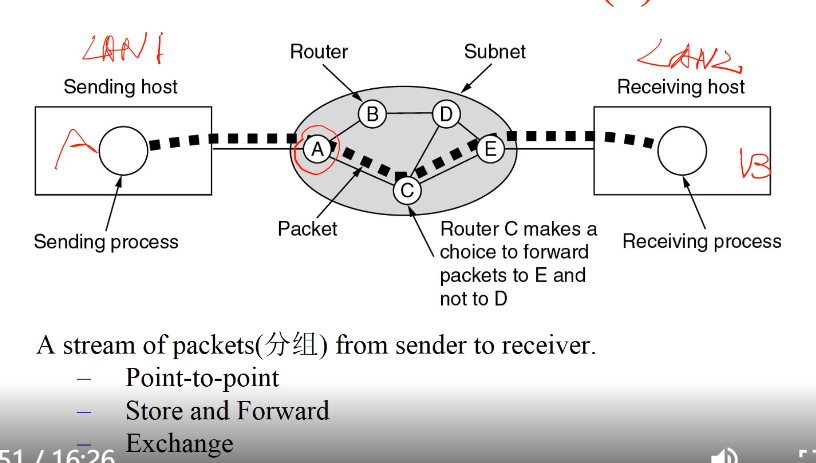 LAN1
LAN2
Router
Subnet
Sending host
Receiving host
B
D
A
A
E
B
C
Packet
Sending process
Router C makes a
choice to forward
packets to E and
not to D
Receiving process
A stream of packets(分组) from sender to receiver.
– Point-to-point
– Store and Forward
– Exchange
51 / 16:26